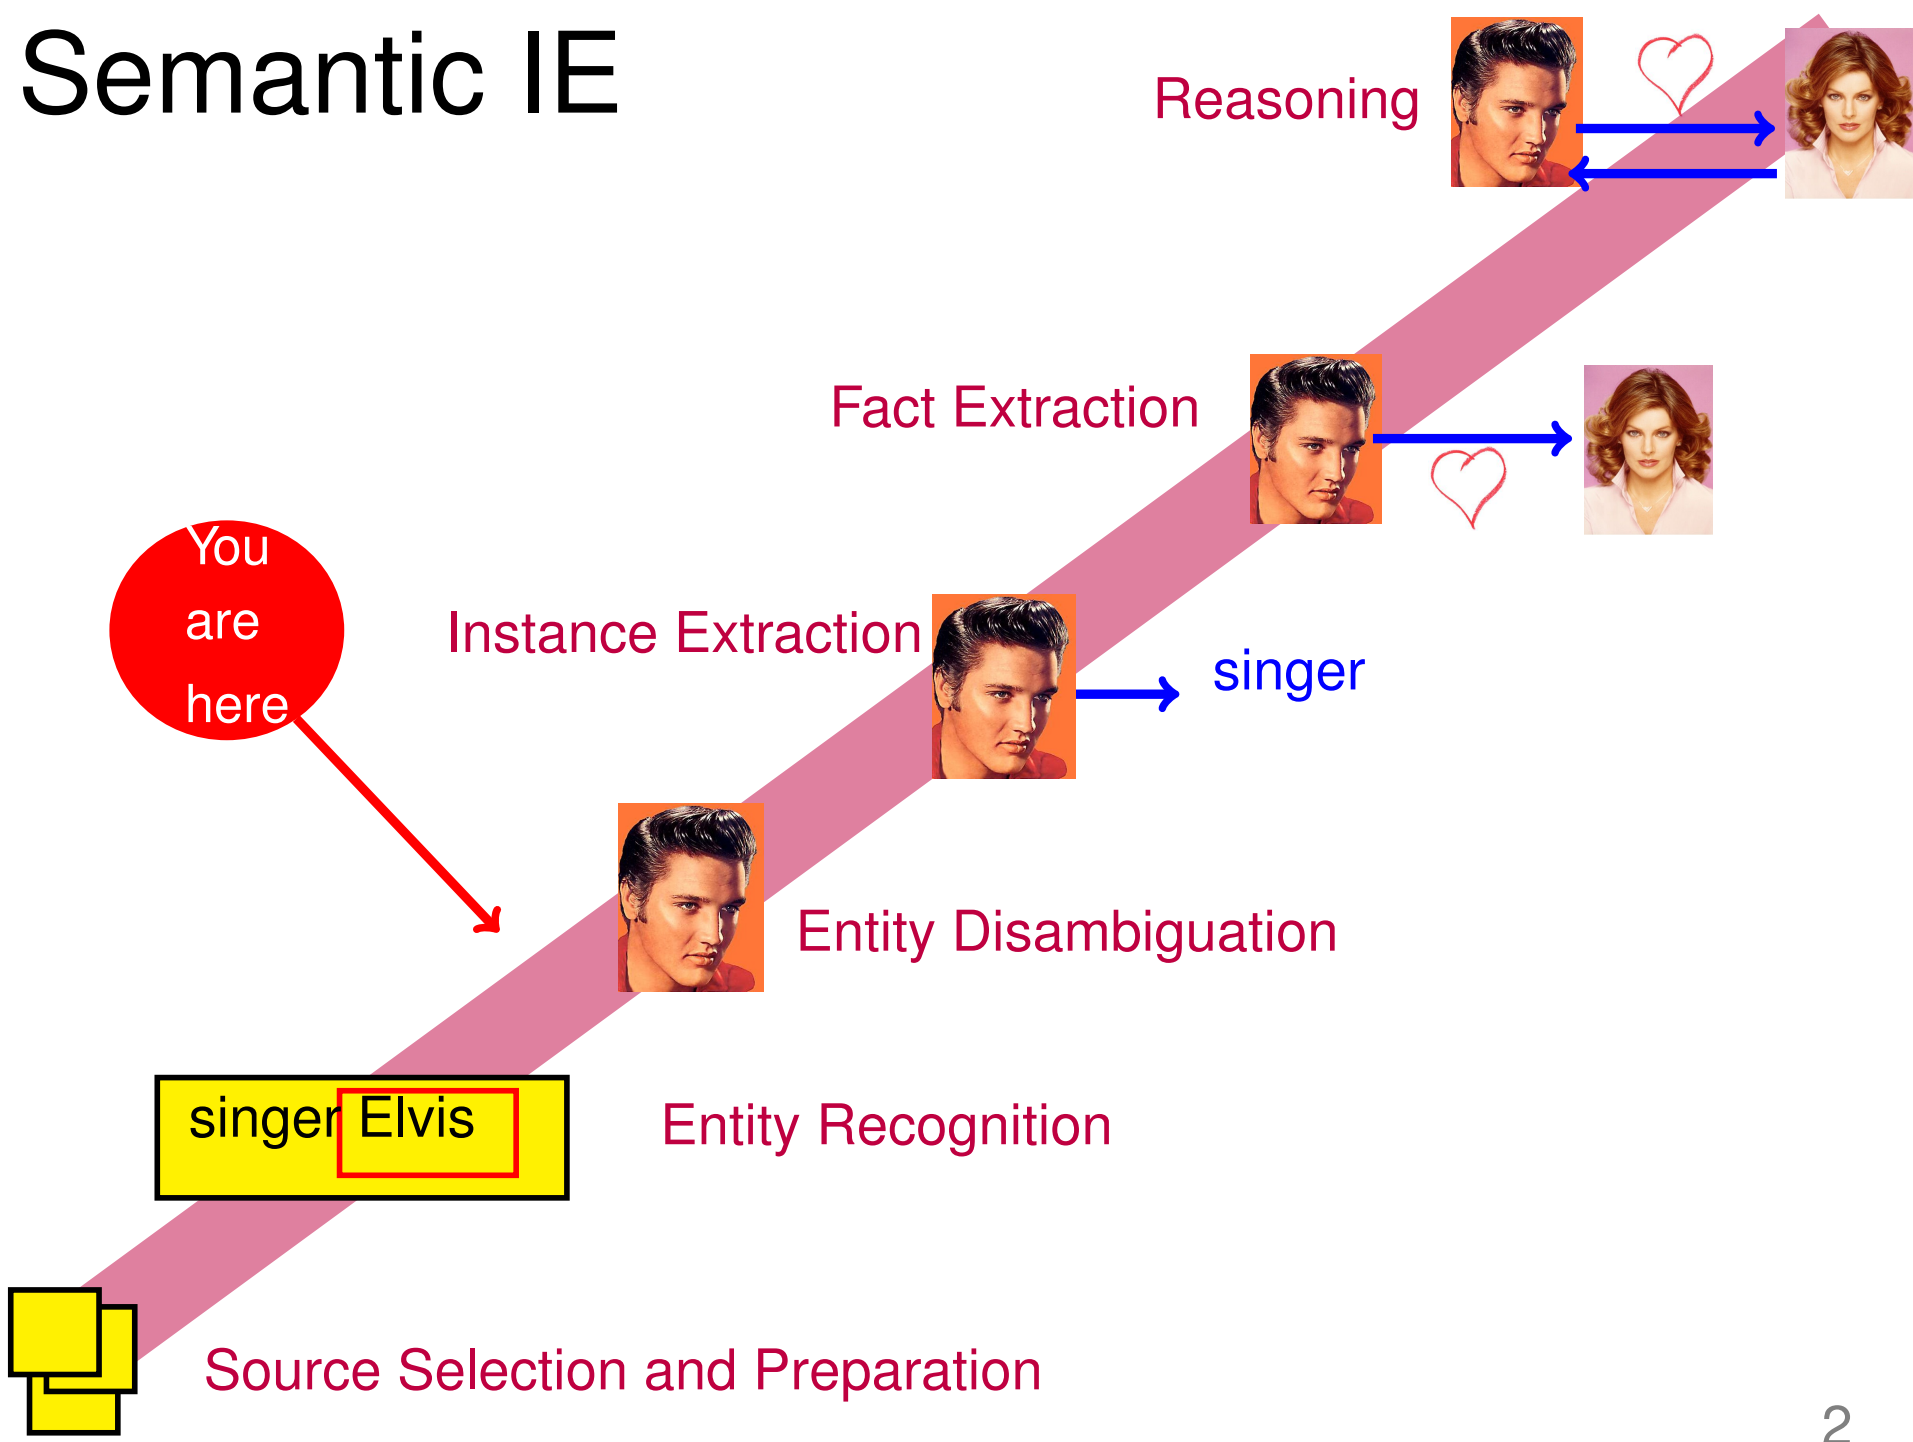 Semantic IE
Reasoning
Fact Extraction
You
are
here
Instance Extraction
singer
Entity Disambiguation
singer Elvis
Entity Recognition
Source Selection and Preparation
2